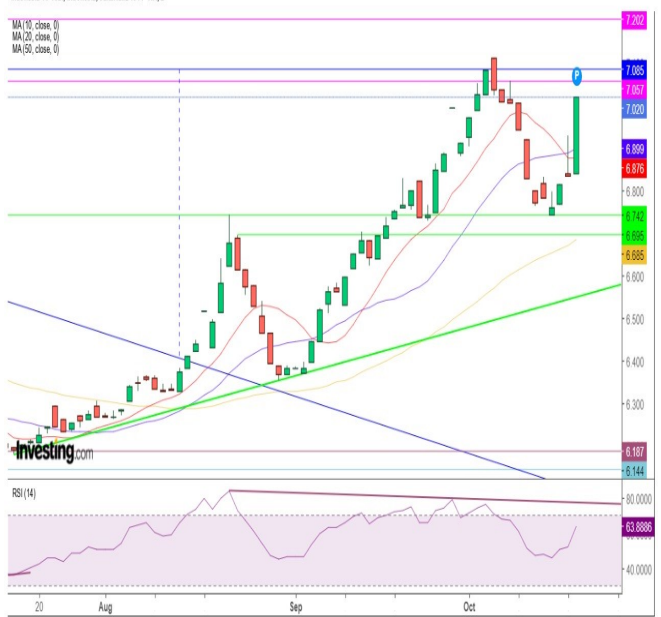 MA (10, close, 0)
MA (20, close, 0)
MA (50, close, 0)
7.202
7.085
7.057
7.020
6.899
6.876
6.800
6.742
6.695
6.685
6.600
6.500
6.400
6.300
6.187
6.144
P
Investing.com
RSI (14)
80.0000
63.8886
40.0000
20 Aug Sep Oct